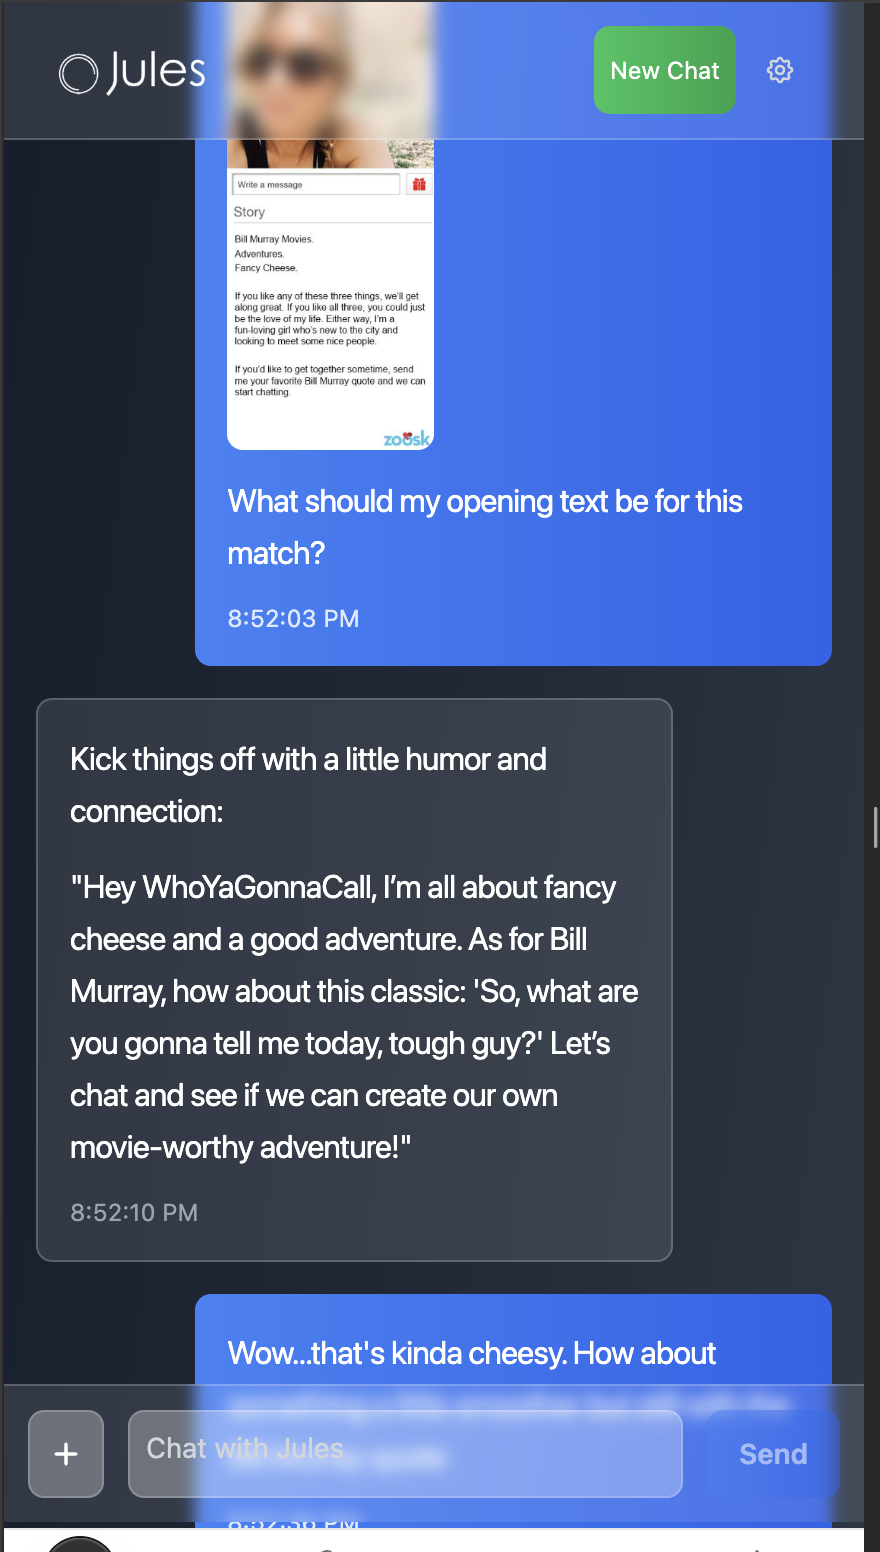 Jules
New Chat
Write a message
Story
Bill Murray Movies.
Adventures.
Fancy Cheese.
If you like any of these three things, we'll get
along great. If you like all three, you could just
be the love of my life. Either way, I'm a
fun-loving girl who's new to the city and
looking to meet some nice people.
If you'd like to get together sometime, send
me your favorite Bill Murray quote and we can
start chatting.
zoosk
What should my opening text be for this
match?
8:52:03 PM
Kick things off with a little humor and
connection:
"Hey WhoYaGonnaCall, I’m all about fancy
cheese and a good adventure. As for Bill
Murray, how about this classic: 'So, what are
you gonna tell me today, tough guy?' Let’s
chat and see if we can create our own
movie-worthy adventure!"
8:52:10 PM
Wow...that's kinda cheesy. How about
Chat with Jules
Send
8:52:36 PM